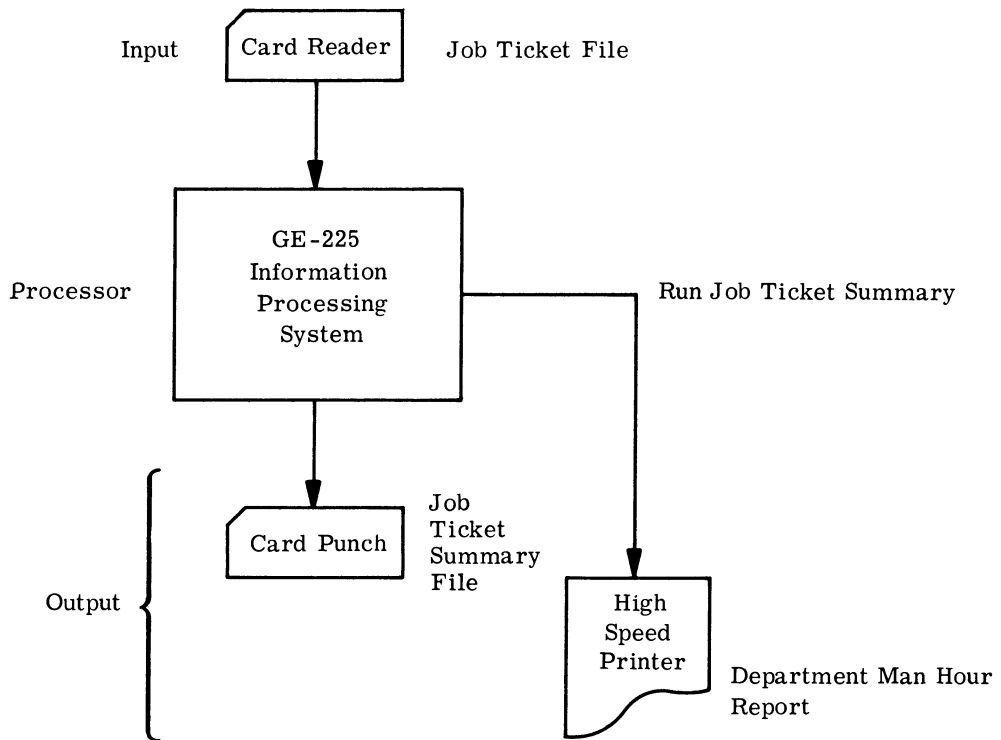 Input
Card Reader
Job Ticket File
GE-225
Information
Processing
System
Processor
Run Job Ticket Summary
Output
Card Punch
Job
Ticket
Summary
File
High
Speed
Printer
Department Man Hour
Report